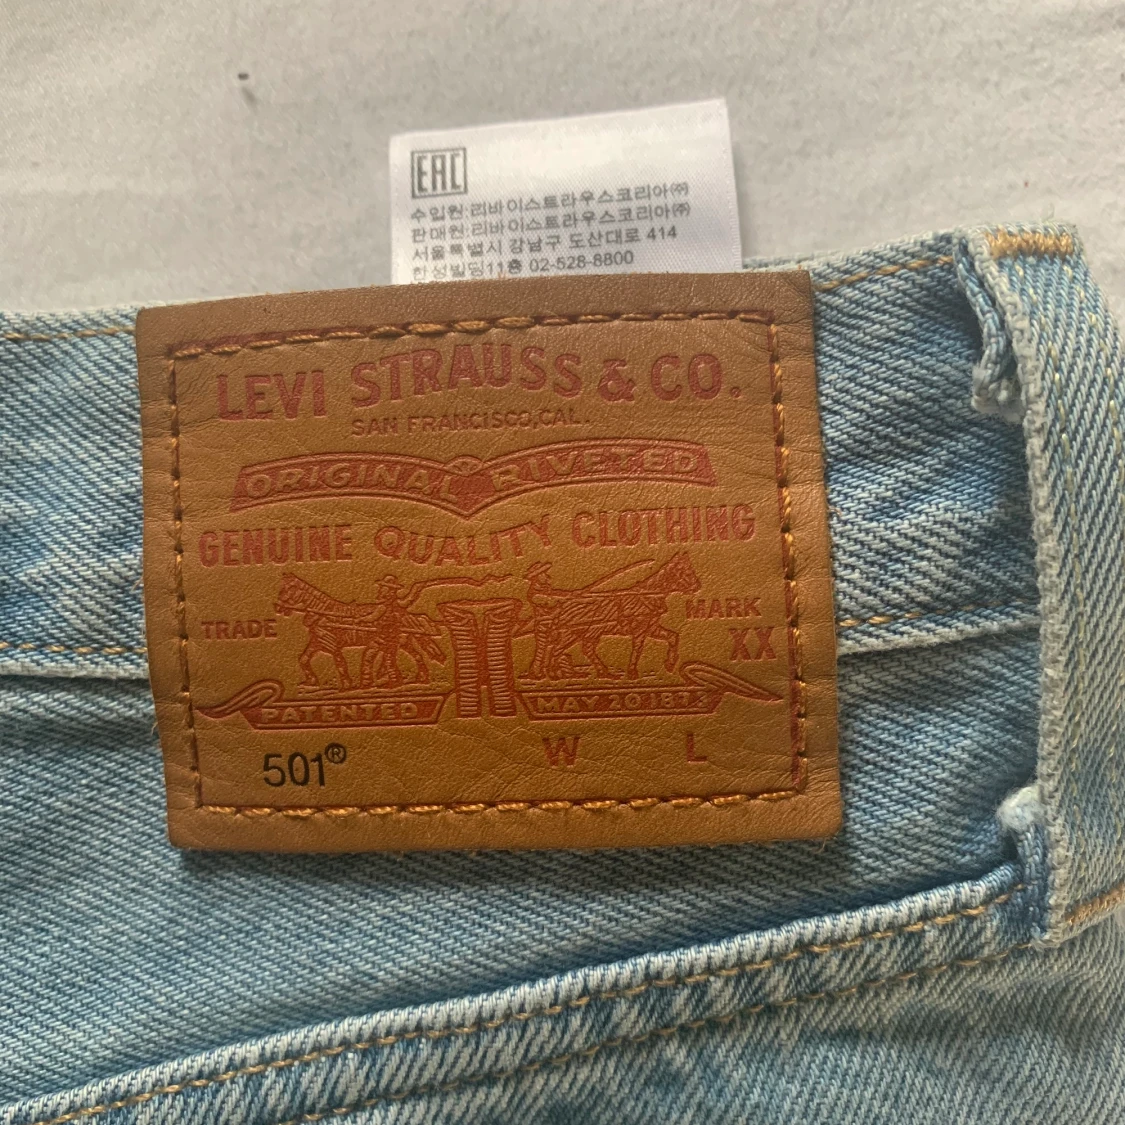 EAC
수입원:리바이스트라우스코리아㈜
판매원:리바이스트라우스코리아㈜
서울특별시 강남구 도산대로 414
한성빌딩11층 02-528-8800
LEVI STRAUSS & CO.
SAN FRANCISCO, CAL.
ORIGINAL RIVETED
GENUINE QUALITY CLOTHING
TRADE MARK
XX
PATENTED MAY 20 1873
501® W L